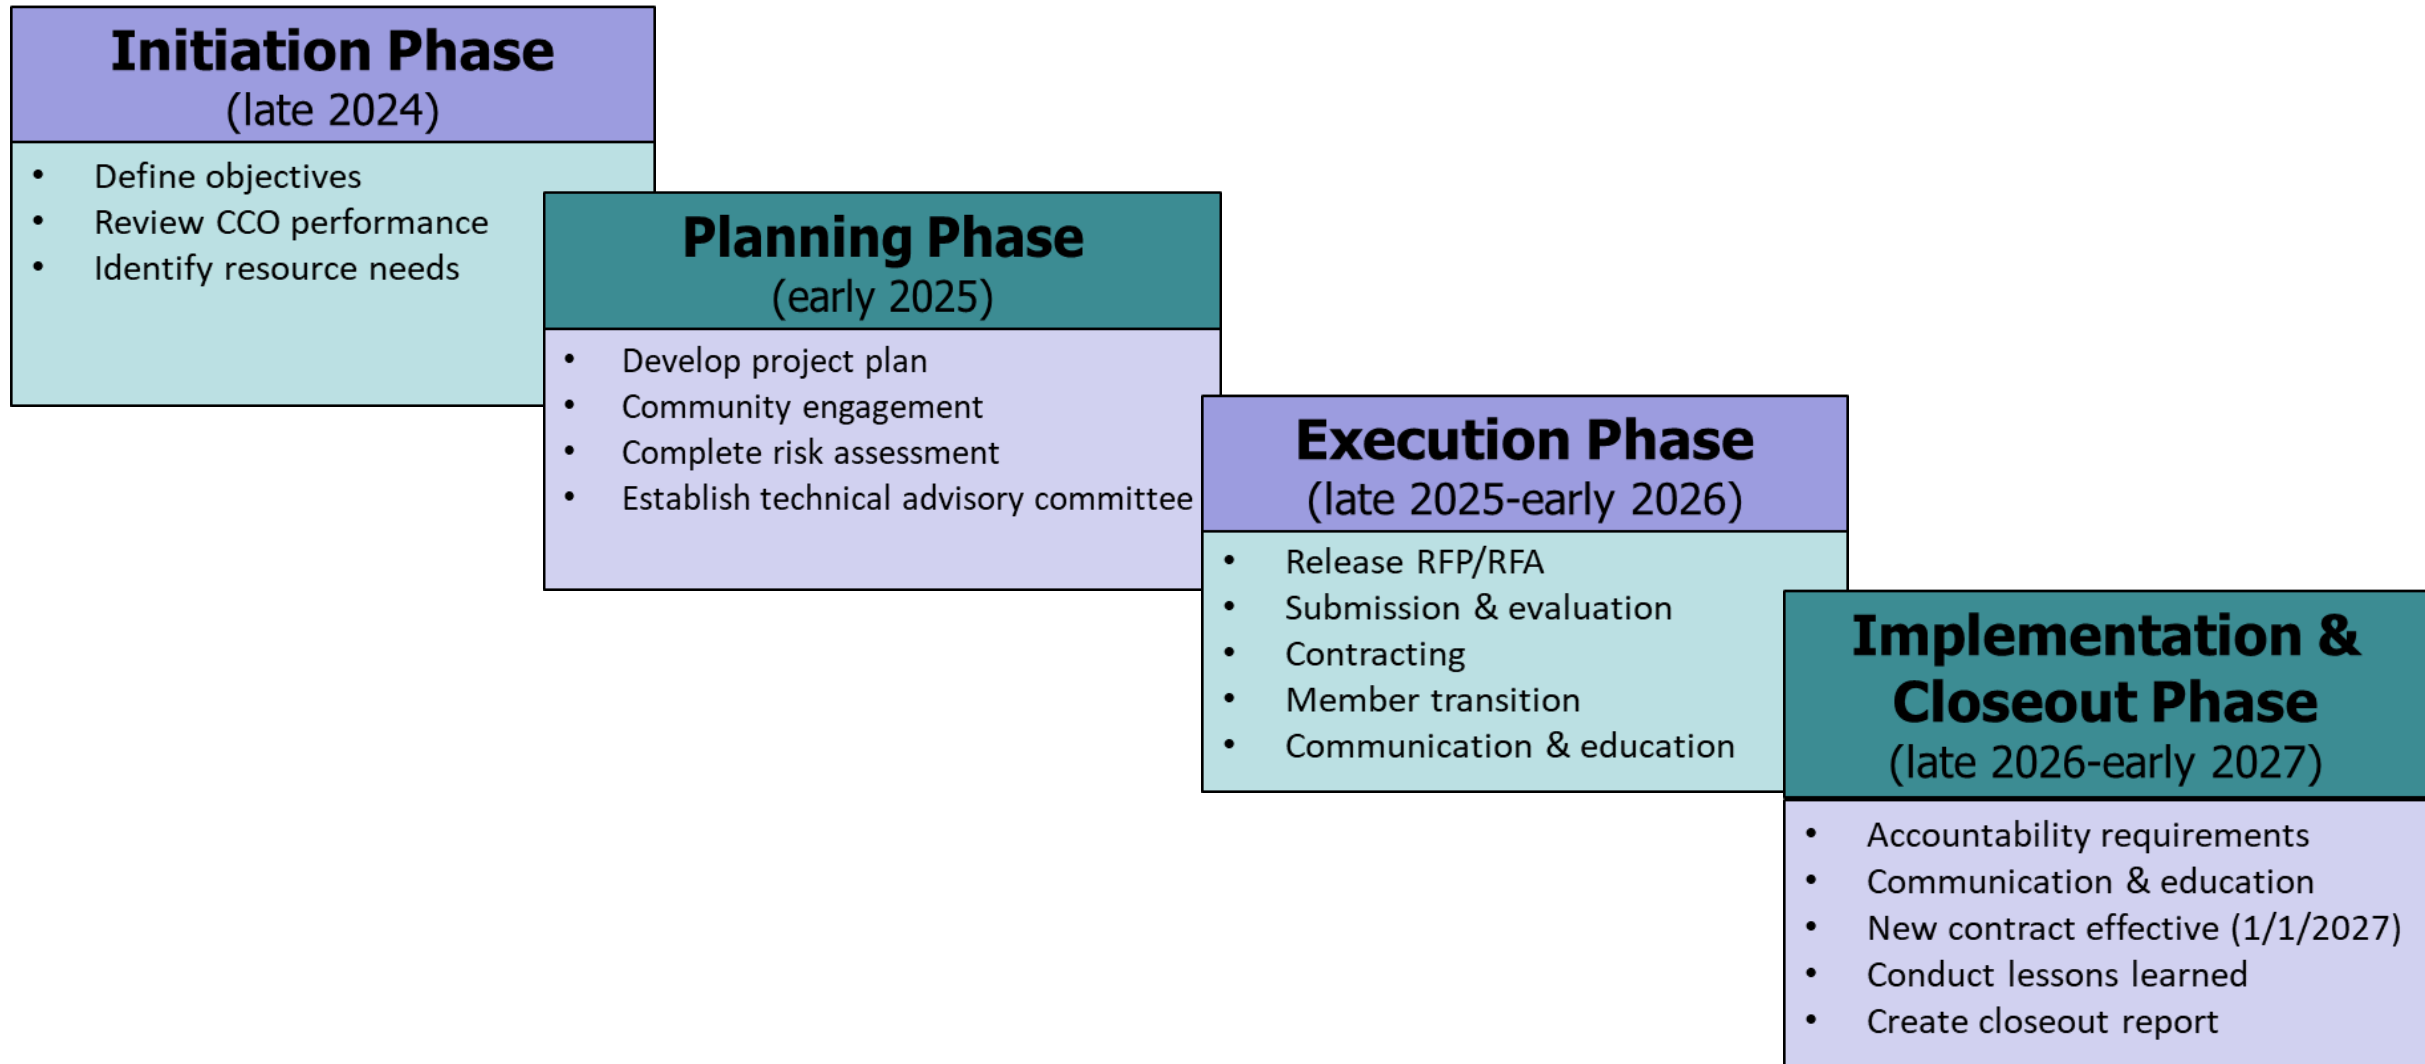 Initiation Phase
(late 2024)
• Define objectives
• Review CCO performance
• Identify resource needs
Planning Phase
(early 2025)
• Develop project plan
• Community engagement
• Complete risk assessment
• Establish technical advisory committee
Execution Phase
(late 2025-early 2026)
• Release RFP/RFA
• Submission & evaluation
• Contracting
• Member transition
• Communication & education
Implementation &
Closeout Phase
(late 2026-early 2027)
• Accountability requirements
• Communication & education
• New contract effective (1/1/2027)
• Conduct lessons learned
• Create closeout report